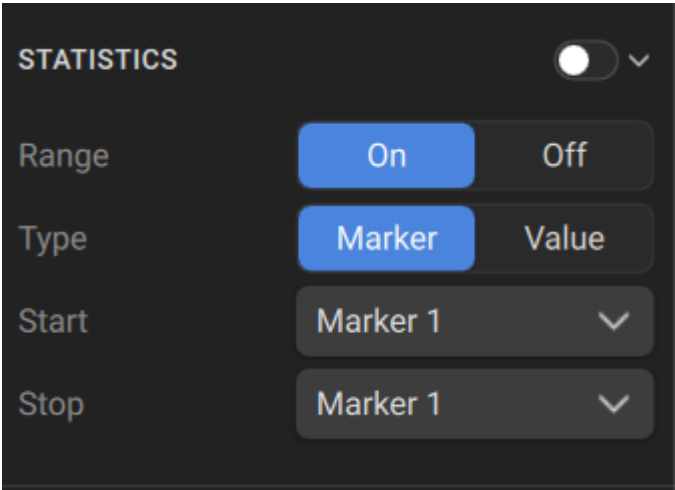 STATISTICS
Range On Off
Type Marker Value
Start Marker 1
Stop Marker 1